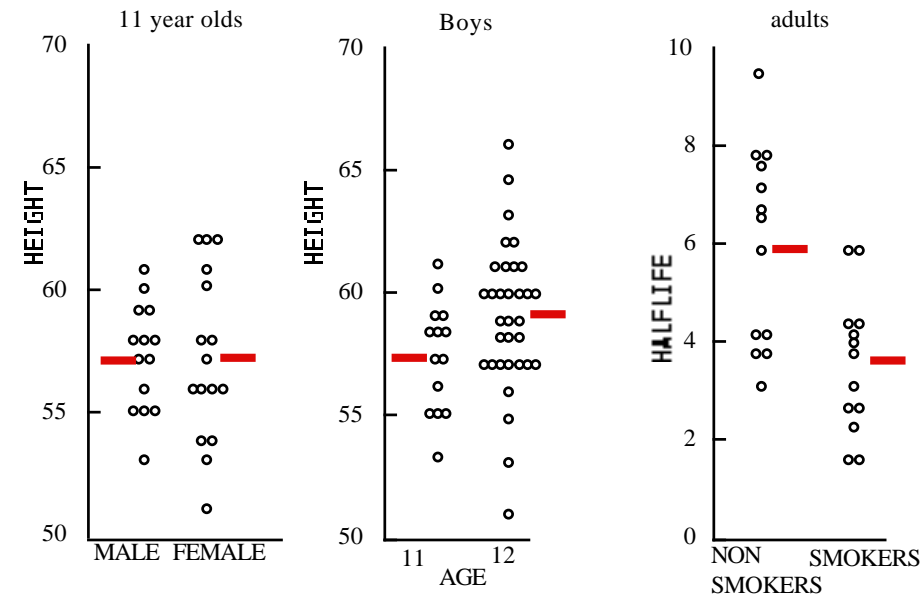 11 year olds
70
65
60
55
50
HEIGHT
MALE FEMALE
Boys
70
65
60
55
50
HEIGHT
11 12
AGE
adults
10
8
6
4
2
0
HALFLIFE
NON
SMOKERS
SMOKERS